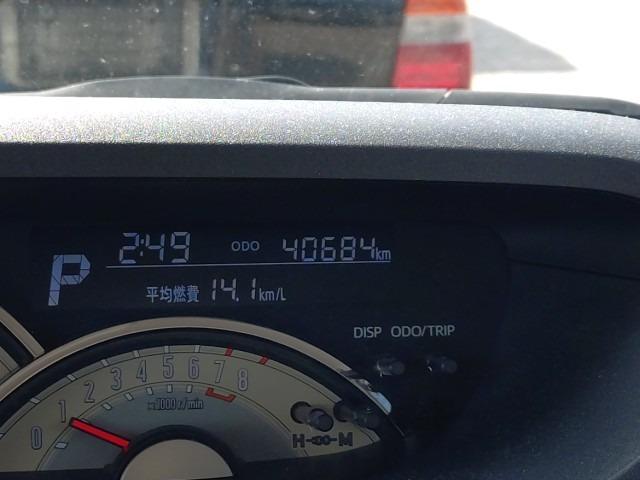 2:49 ODO 40684km
P
平均燃費 14.1km/L
DISP ODO/TRIP
0 1 2 3 4 5 6 7 8
×1000 r/min
H M